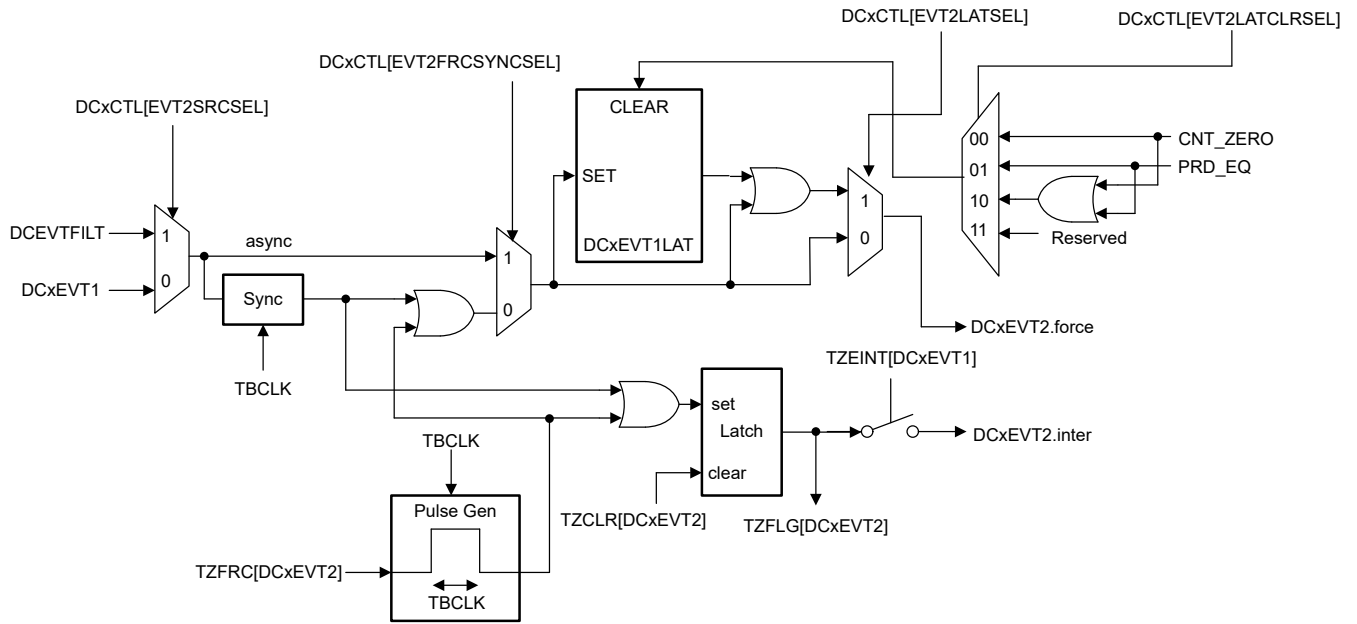 DCxCTL[EVT2LATSEL]
DCxCTL[EVT2LATCLRSEL]
DCxCTL[EVT2FRCSYNCSEL]
DCxCTL[EVT2SRCSEL]
CLEAR
SET
DCxEVT1LAT
00
01
10
11
CNT_ZERO
PRD_EQ
Reserved
1
0
DCEVTFILT
DCxEVT1
1
0
async
Sync
TBCLK
1
0
DCxEVT2.force
TZEINT[DCxEVT1]
set
Latch
clear
DCxEVT2.inter
TZCLR[DCxEVT2]
TZFLG[DCxEVT2]
TBCLK
Pulse Gen
TZFRC[DCxEVT2]
TBCLK